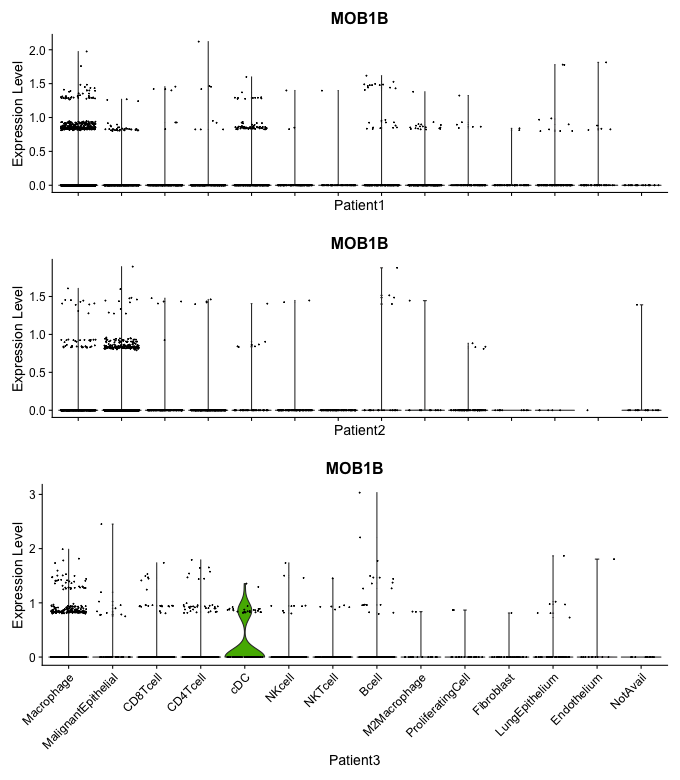 MOB1B
Expression Level
2.0
1.5
1.0
0.5
0.0
Patient1
MOB1B
Expression Level
1.5
1.0
0.5
0.0
Patient2
MOB1B
Expression Level
3
2
1
0
Macrophage
MalignantEpithelial
CD8Tcell
CD4Tcell
cDC
NKcell
NKTcell
Bcell
M2Macrophage
ProliferatingCell
Fibroblast
LungEpithelium
Endothelium
NotAvail
Patient3